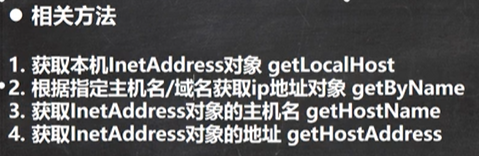 ● 相关方法
1. 获取本机InetAddress对象 getLocalHost
2. 根据指定主机名/域名获取ip地址对象 getByName
3. 获取InetAddress对象的主机名 getHostName
4. 获取InetAddress对象的地址 getHostAddress